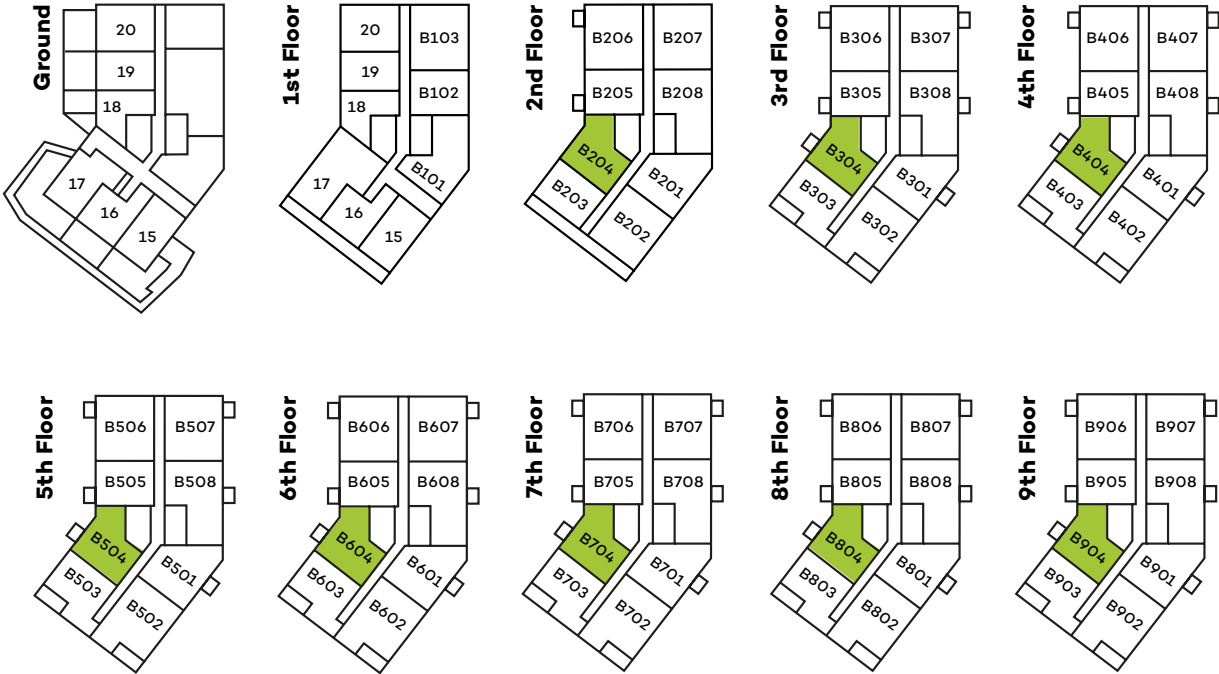 Ground
20
19
18
17
16
15
1st Floor
20
B103
19
B102
18
B101
17
16
15
2nd Floor
B206
B207
B205
B208
B204
B201
B203
B202
3rd Floor
B306
B307
B305
B308
B304
B301
B303
B302
4th Floor
B406
B407
B405
B408
B404
B401
B403
B402
5th Floor
B506
B507
B505
B508
B504
B501
B503
B502
6th Floor
B606
B607
B605
B608
B604
B601
B603
B602
7th Floor
B706
B707
B705
B708
B704
B701
B703
B702
8th Floor
B806
B807
B805
B808
B804
B801
B803
B802
9th Floor
B906
B907
B905
B908
B904
B901
B903
B902